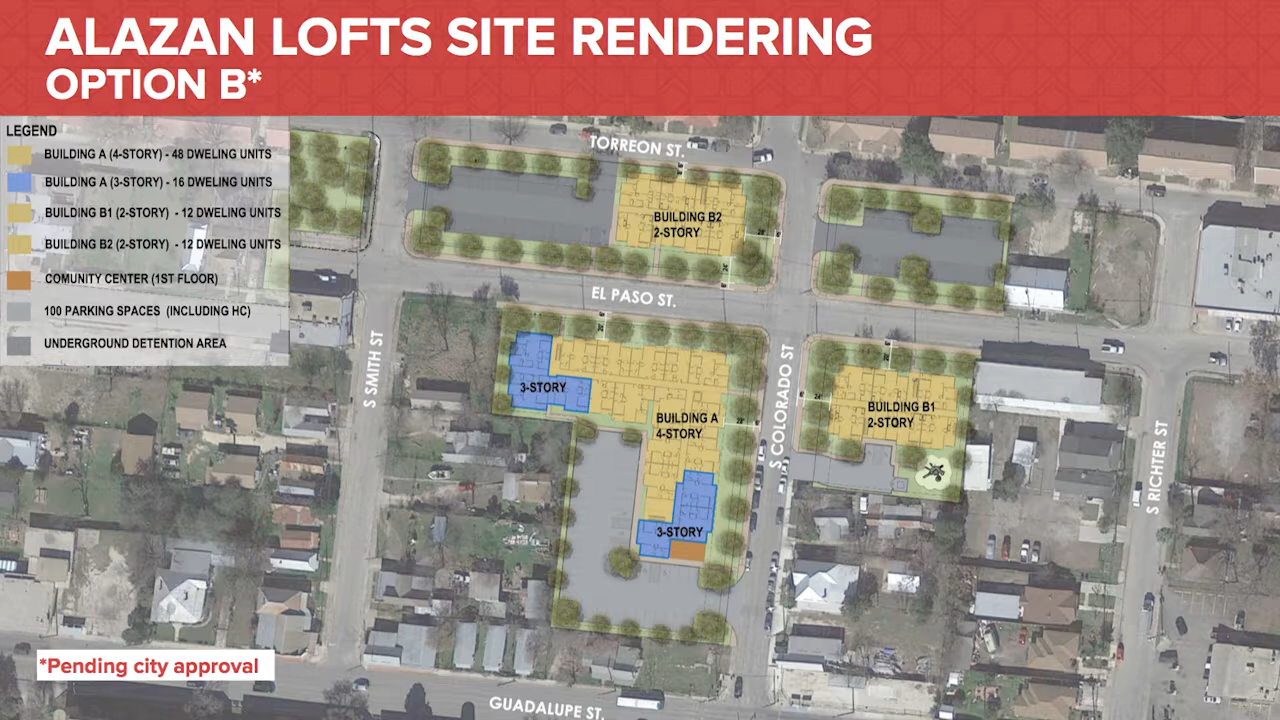 ALAZAN LOFTS SITE RENDERING
OPTION B*
LEGEND
BUILDING A (4-STORY) - 48 DWELING UNITS
BUILDING A (3-STORY) - 16 DWELING UNITS
BUILDING B1 (2-STORY) - 12 DWELING UNITS
BUILDING B2 (2-STORY) - 12 DWELING UNITS
COMUNITY CENTER (1ST FLOOR)
100 PARKING SPACES (INCLUDING HC)
UNDERGROUND DETENTION AREA
TORREON ST.
BUILDING B2
2-STORY
EL PASO ST.
S SMITH ST
3-STORY
BUILDING A
4-STORY
S COLORADO ST
BUILDING B1
2-STORY
S RICHTER ST
3-STORY
*Pending city approval
GUADALUPE ST.